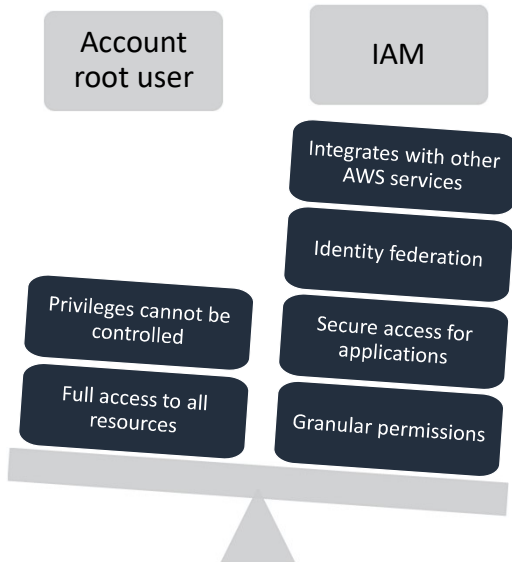 Account
root user
IAM
Privileges cannot be
controlled
Full access to all
resources
Integrates with other
AWS services
Identity federation
Secure access for
applications
Granular permissions